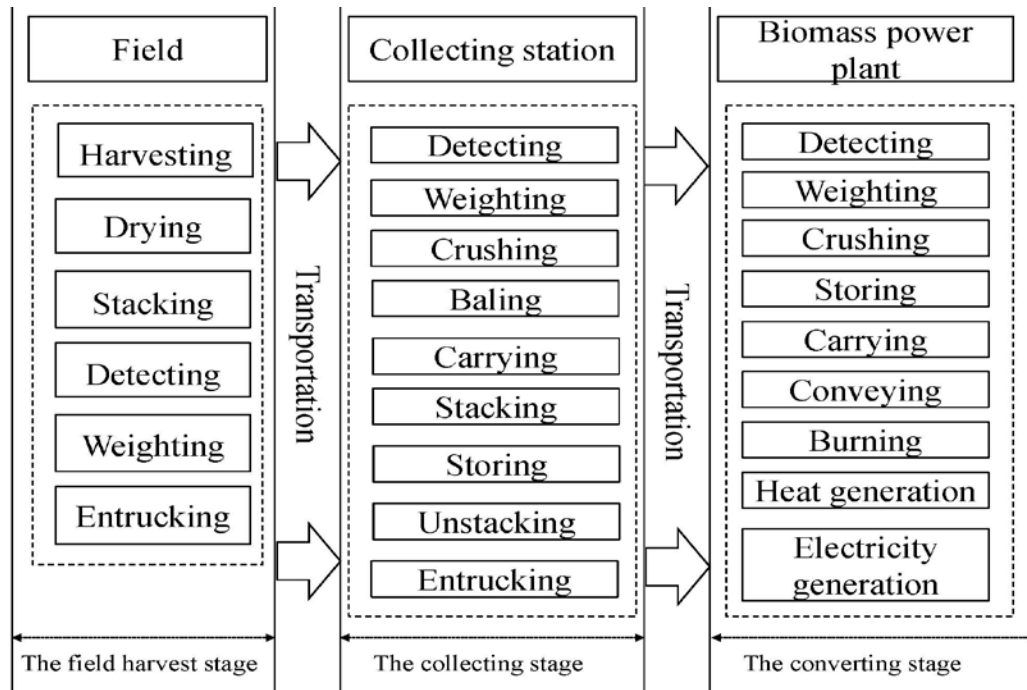 Field
Harvesting
Drying
Stacking
Detecting
Weighting
Entrucking
The field harvest stage
Transportation
Collecting station
Detecting
Weighting
Crushing
Baling
Carrying
Stacking
Storing
Unstacking
Entrucking
The collecting stage
Transportation
Biomass power
plant
Detecting
Weighting
Crushing
Storing
Carrying
Conveying
Burning
Heat generation
Electricity
generation
The converting stage